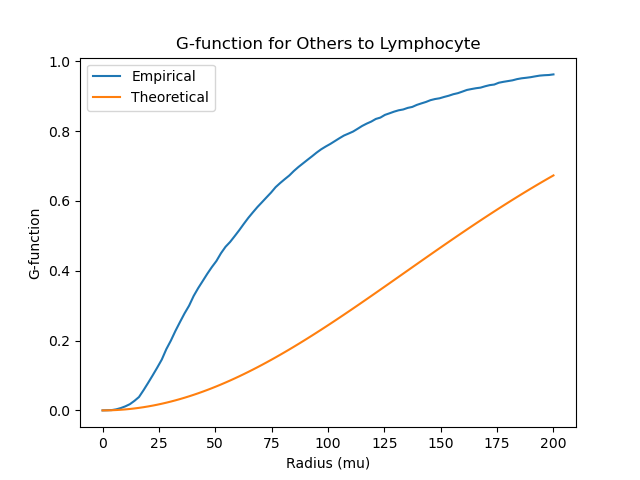 G-function for Others to Lymphocyte
Empirical
Theoretical
G-function
1.0
0.8
0.6
0.4
0.2
0.0
0 25 50 75 100 125 150 175 200
Radius (mu)